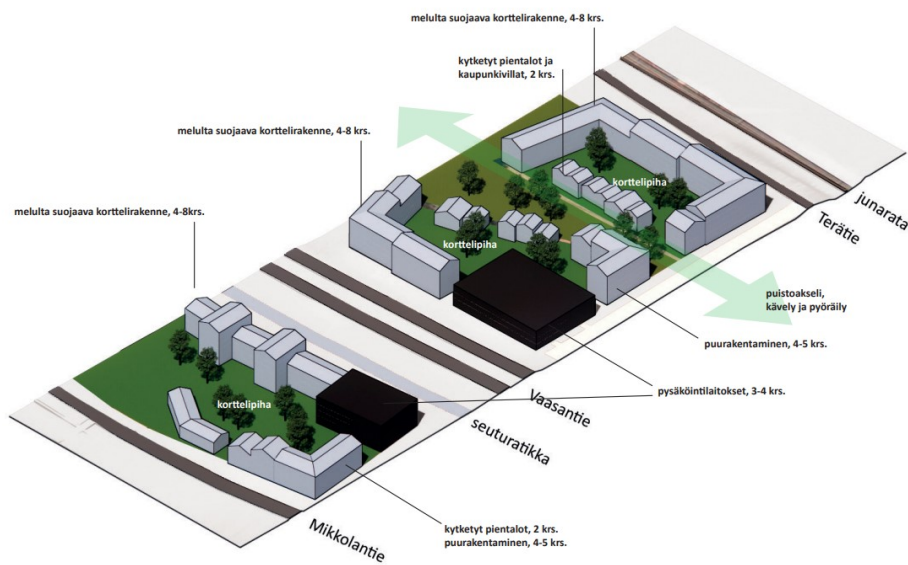 melulta suojaava korttelirakenne, 4-8 krs.
kytketyt pientalot ja
kaupunkivillat, 2 krs.
melulta suojaava korttelirakenne, 4-8 krs.
melulta suojaava korttelirakenne, 4-8krs.
korttelipiha
korttelipiha
korttelipiha
junarata
Terätie
puistoakseli,
kävely ja pyöräily
puurakentaminen, 4-5 krs.
pysäköintilaitokset, 3-4 krs.
Vaasantie
seuturatikka
Mikkolantie
kytketyt pientalot, 2 krs.
puurakentaminen, 4-5 krs.